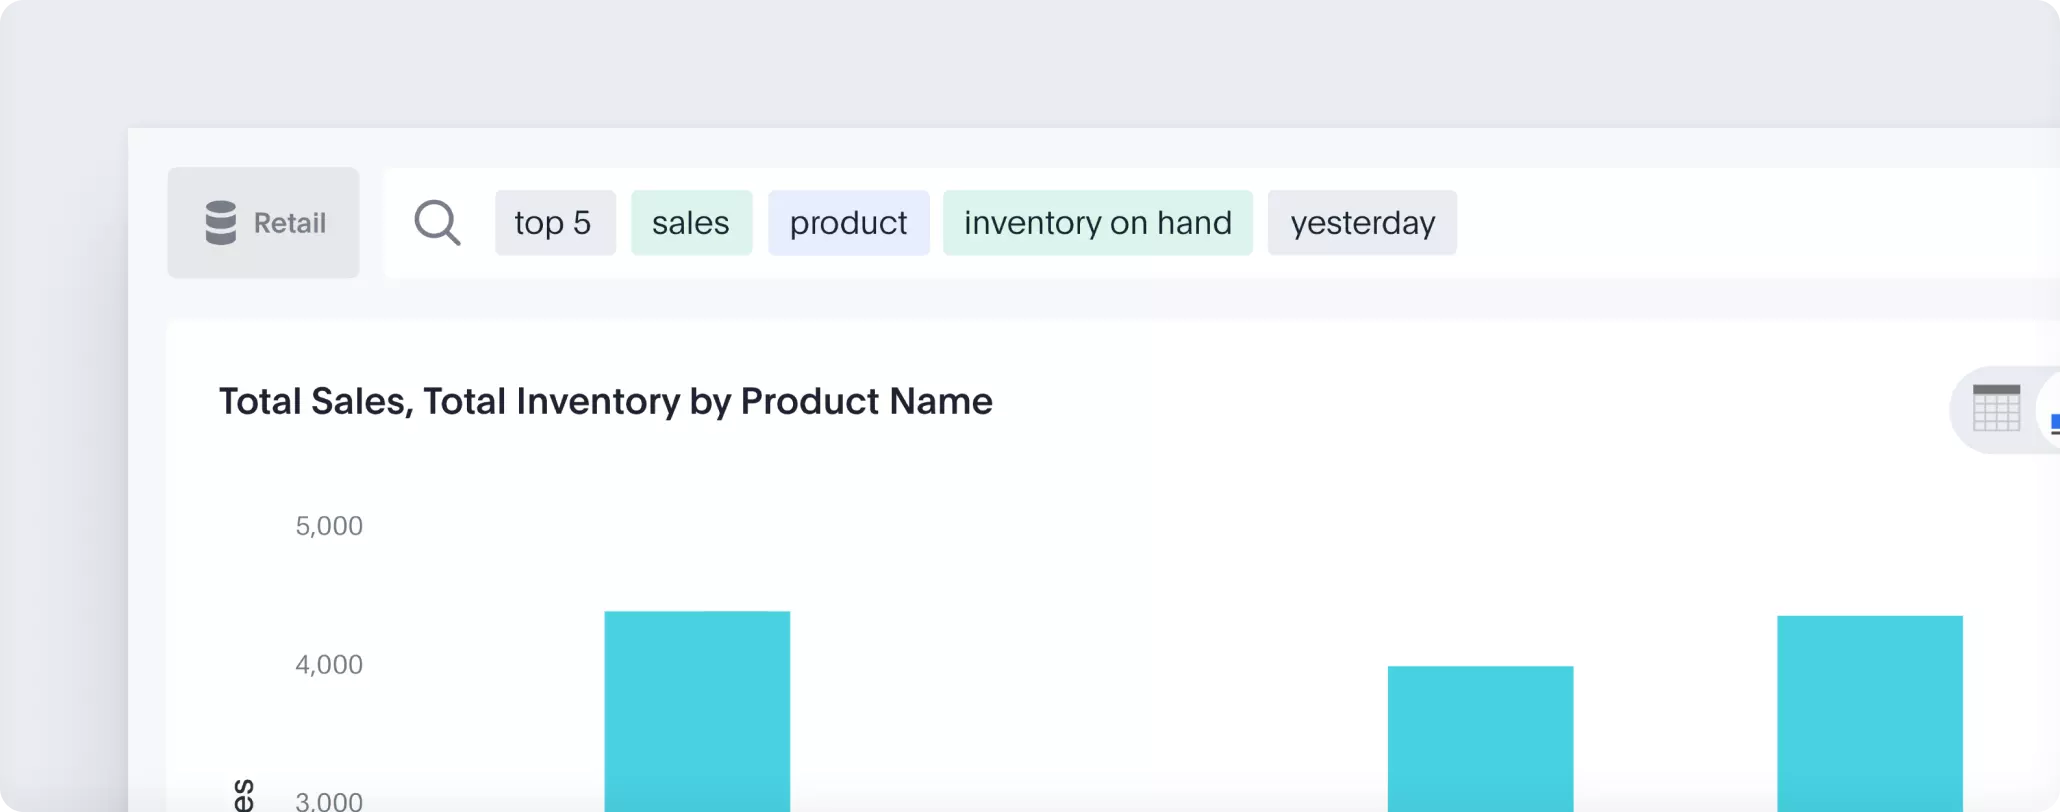 Retail
top 5 sales product inventory on hand yesterday
Total Sales, Total Inventory by Product Name
5,000
4,000
3,000